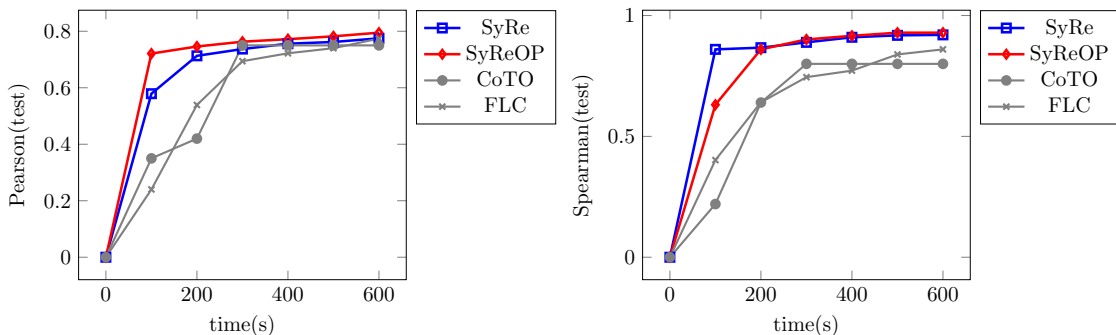 0
200
400
600
0
0.2
0.4
0.6
0.8
time(s)
Pearson(test)
SyRe
SyReOP
CoTO
FLC
0
200
400
600
0
0.5
1
time(s)
Spearman(test)
SyRe
SyReOP
CoTO
FLC